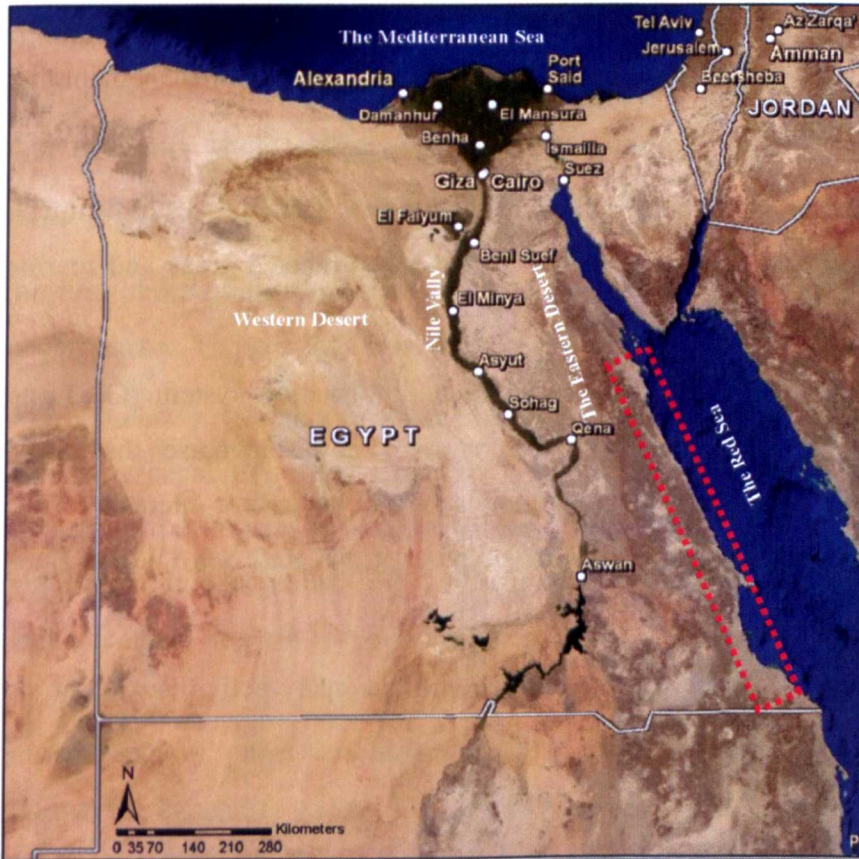 The Mediterranean Sea
Tel Aviv
Az Zarqa'
Jerusalem
Amman
Alexandria
Port
Said
Beersheba
JORDAN
Damanhur
El Mansura
Benha
Ismailla
Suez
Giza
Cairo
El Faiyum
Beni Suef
Nile Vally
The Eastern Desert
El Minya
Western Desert
Asyut
Sohag
Qena
EGYPT
The Red Sea
Aswan
N
Kilometers
0 35 70 140 210 280